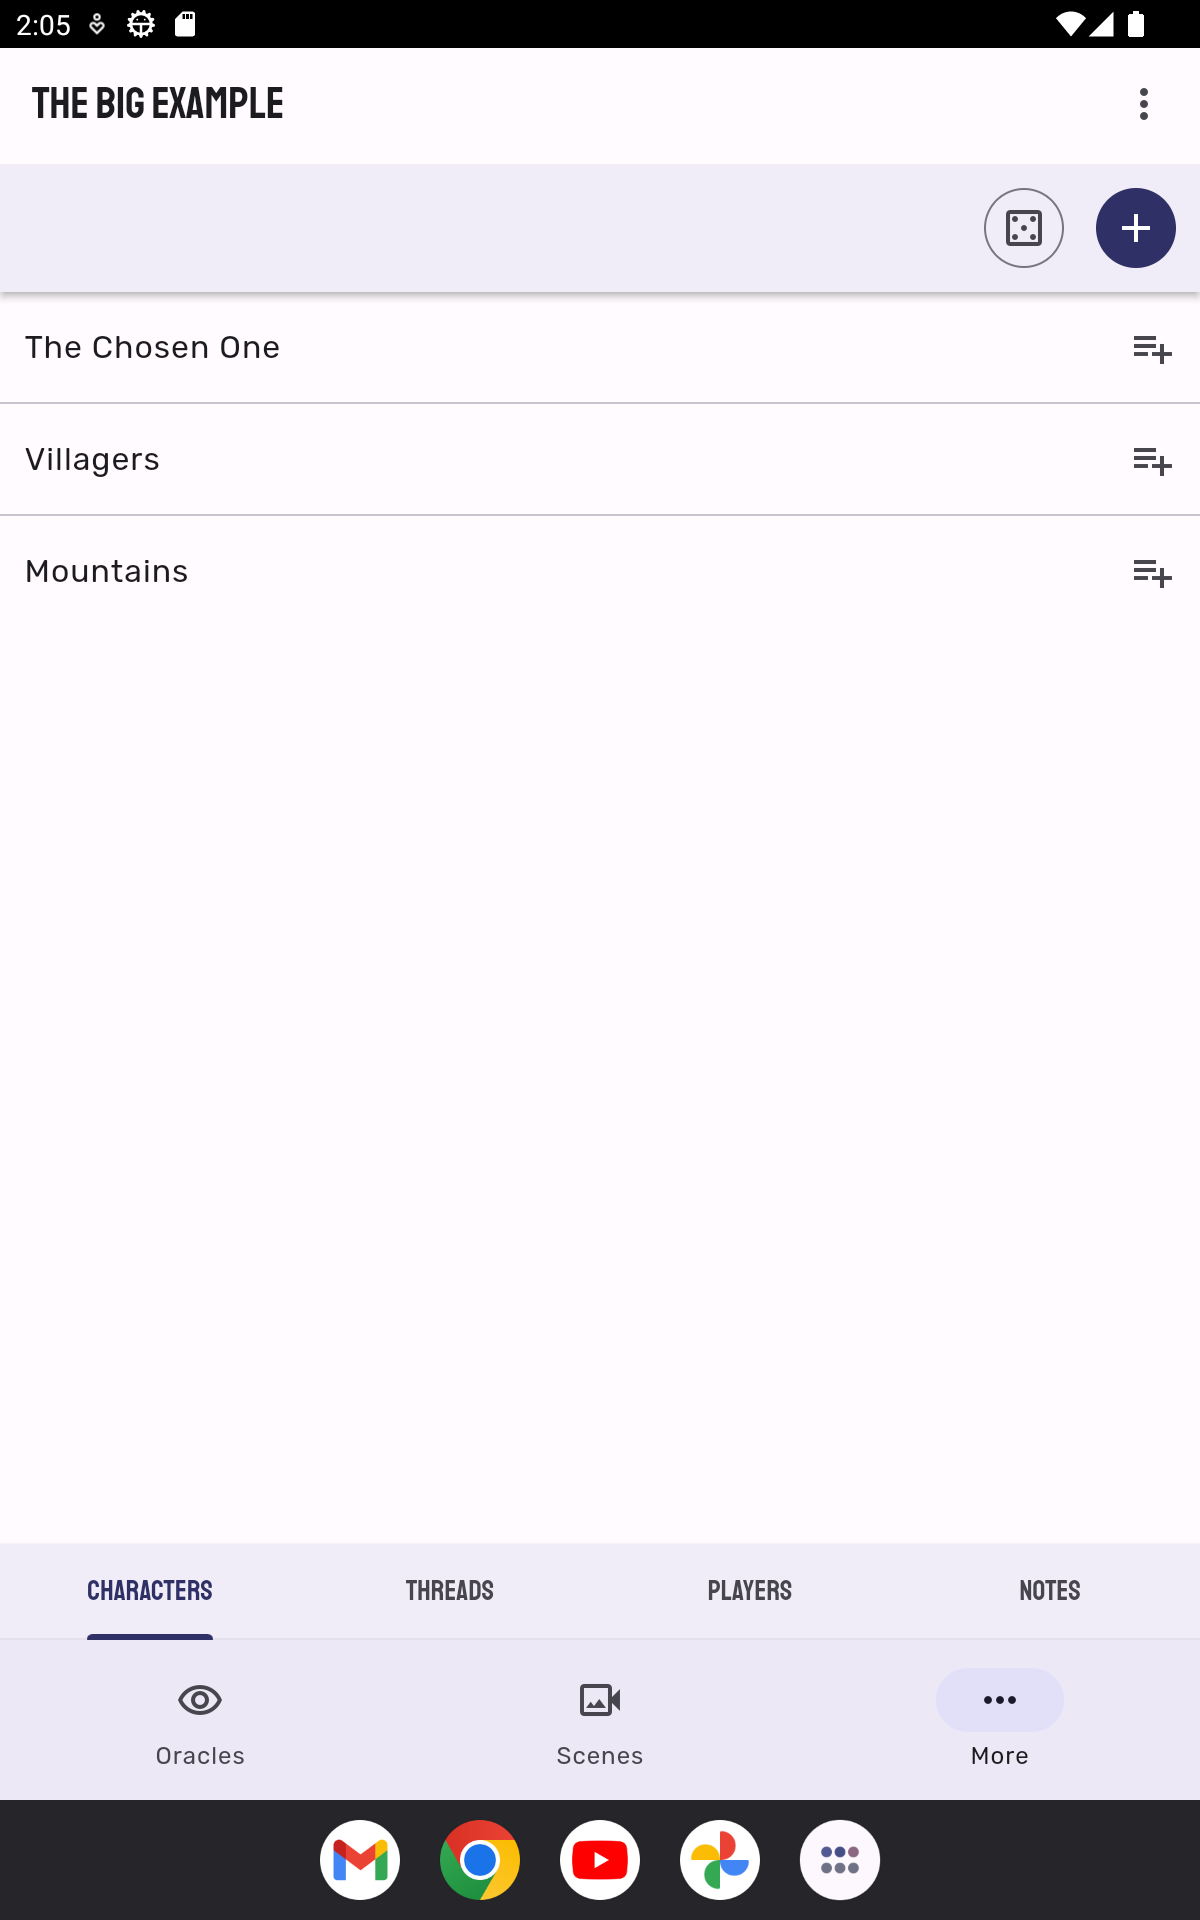 2:05
THE BIG EXAMPLE
The Chosen One
Villagers
Mountains
CHARACTERS THREADS PLAYERS NOTES
Oracles Scenes More